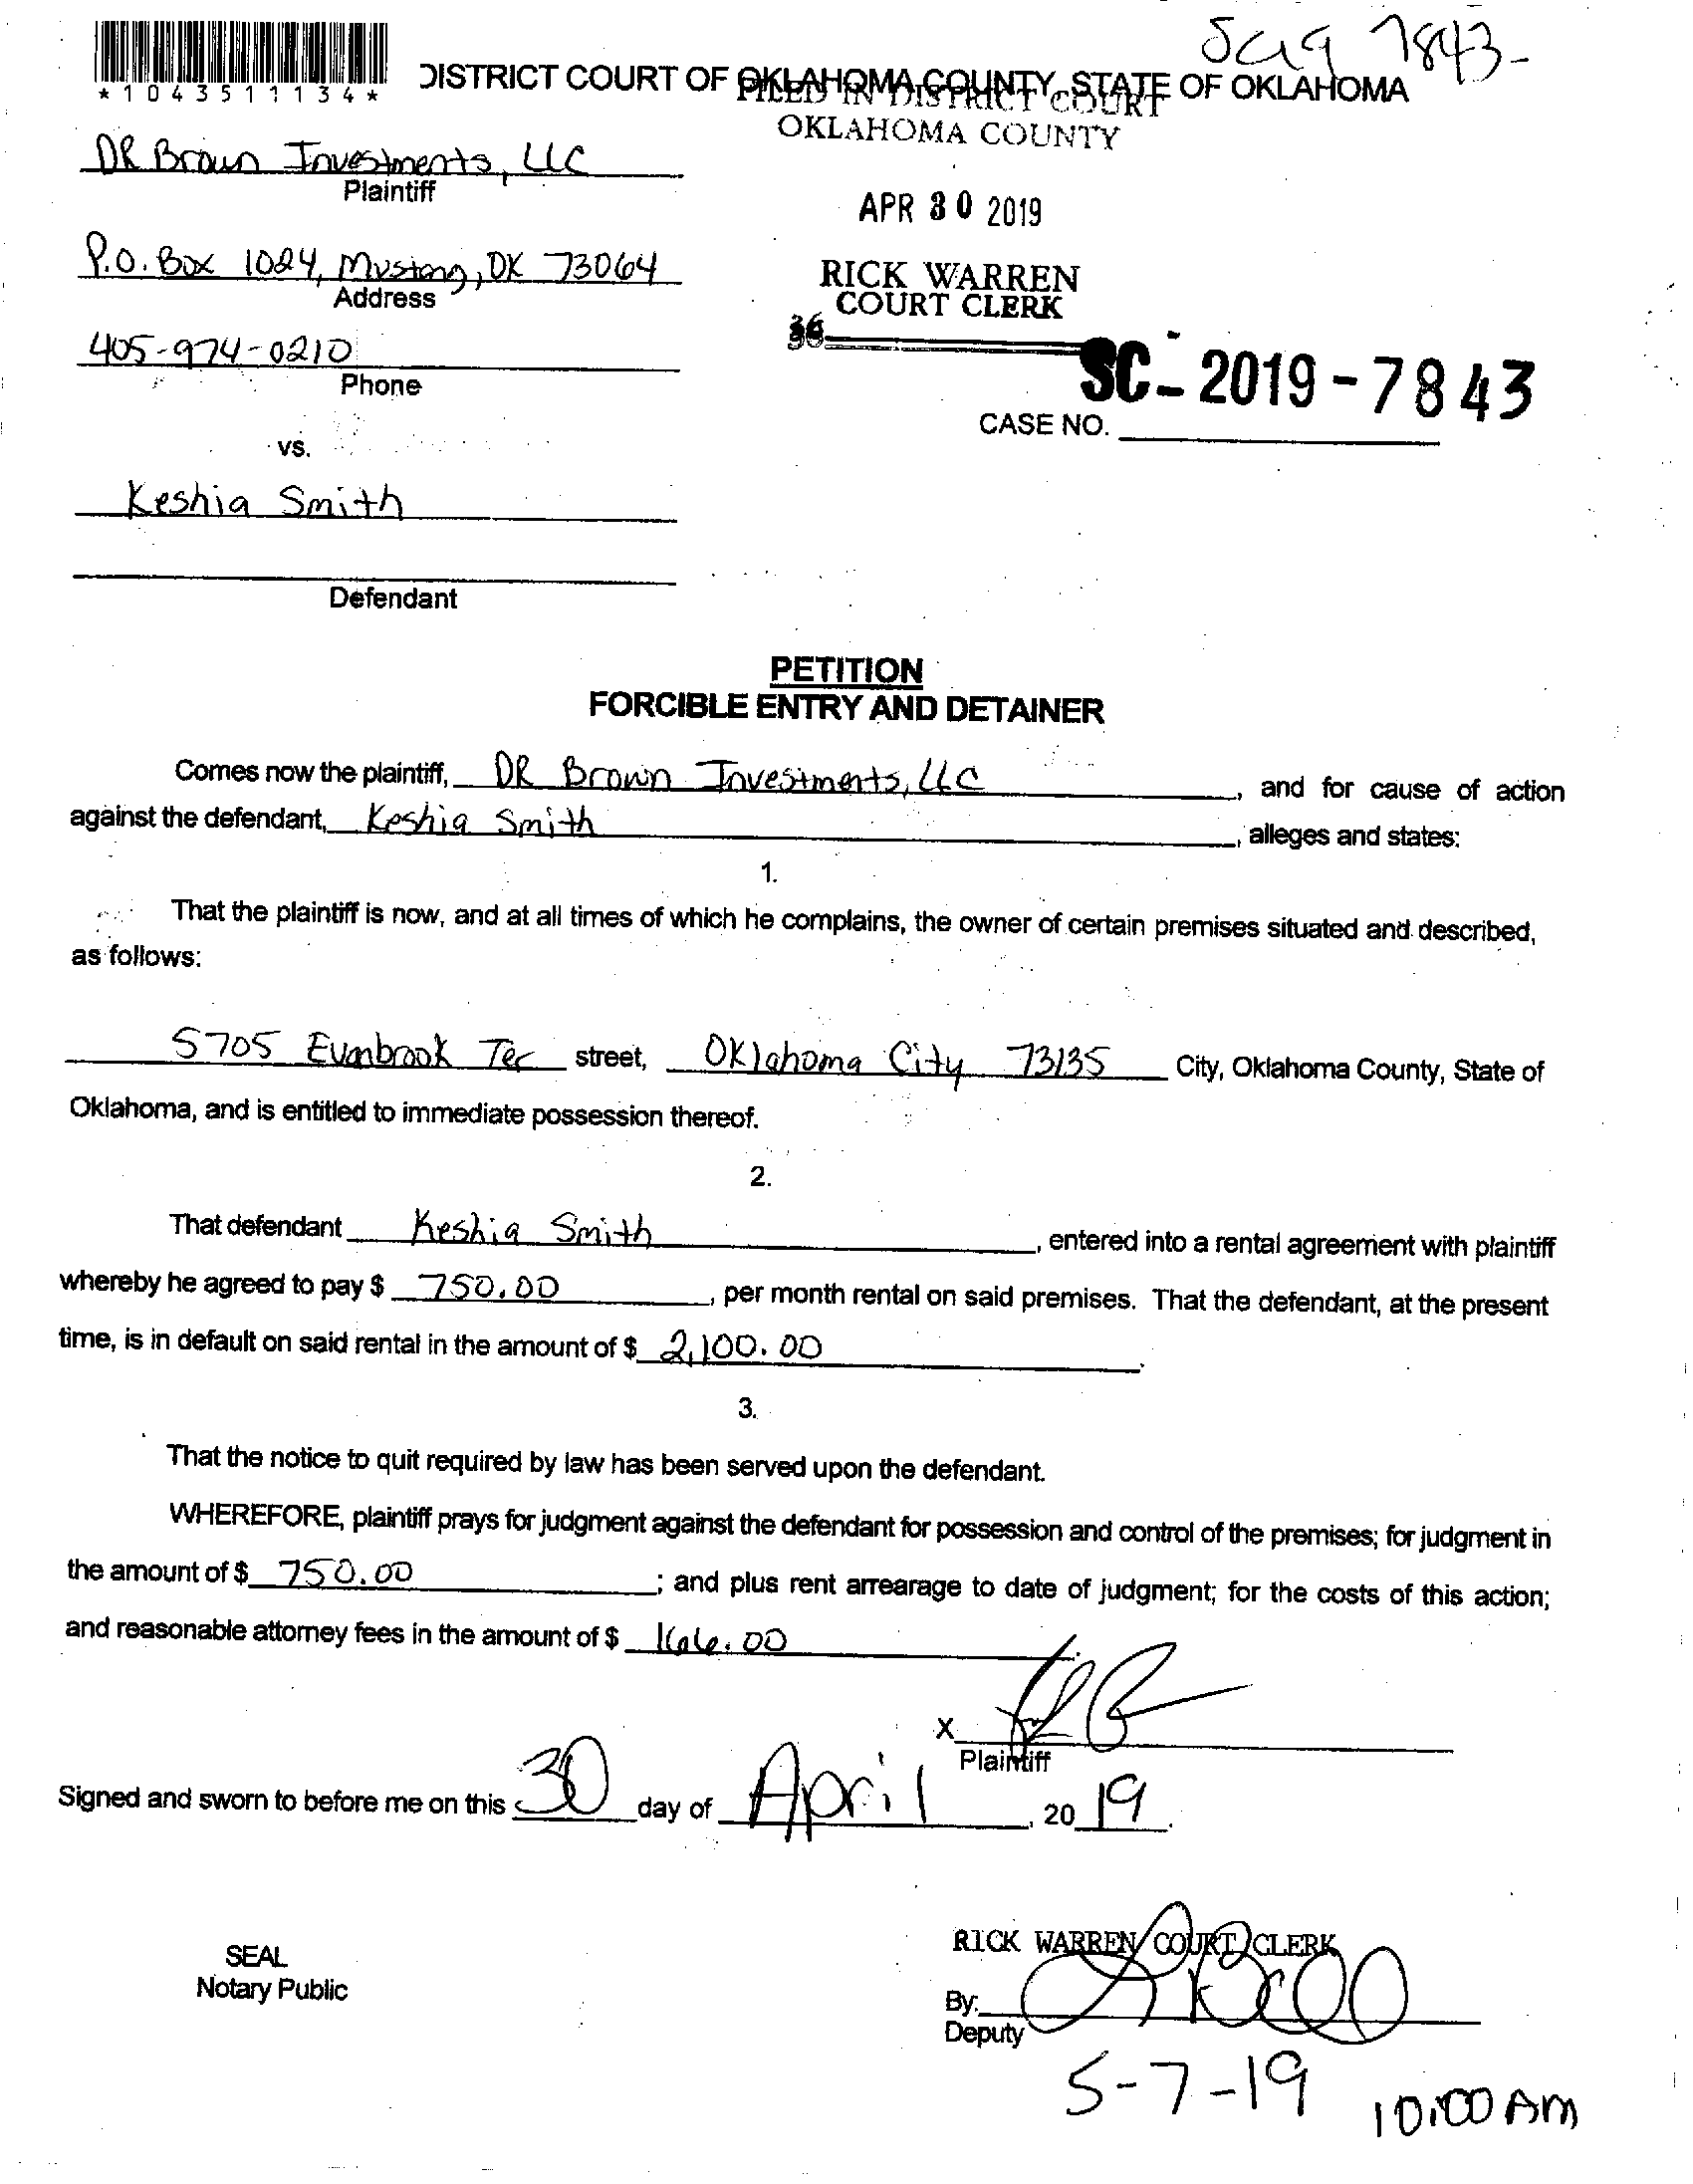 SC19 7843-
*1043511134*
DISTRICT COURT OF OKLAHOMA COUNTY, STATE OF OKLAHOMA
FILED IN DISTRICT COURT
OKLAHOMA COUNTY
DR Brown Investments, LLC
Plaintiff
APR 30 2019
P.O. Box 1024, Mustang, OK 73064
Address
RICK WARREN
COURT CLERK
405-974-0210
Phone
36
SC-2019-7843
CASE NO.
vs.
Keshia Smith
Defendant
PETITION
FORCIBLE ENTRY AND DETAINER
Comes now the plaintiff, DR Brown Investments, LLC, and for cause of action
against the defendant, Keshia Smith, alleges and states:
1.
That the plaintiff is now, and at all times of which he complains, the owner of certain premises situated and described,
as follows:
5705 Evanbrook Ter street, Oklahoma City 73135 City, Oklahoma County, State of
Oklahoma, and is entitled to immediate possession thereof.
2.
That defendant Keshia Smith, entered into a rental agreement with plaintiff
whereby he agreed to pay $ 750.00, per month rental on said premises. That the defendant, at the present
time, is in default on said rental in the amount of $ 2,100.00.
3.
That the notice to quit required by law has been served upon the defendant.
WHEREFORE, plaintiff prays for judgment against the defendant for possession and control of the premises; for judgment in
the amount of $ 750.00; and plus rent arrearage to date of judgment; for the costs of this action;
and reasonable attorney fees in the amount of $ 166.00.
X
Plaintiff
Signed and sworn to before me on this 30 day of April, 2019.
RICK WARREN COURT CLERK
SEAL
Notary Public
By:
Deputy
5-7-19 10:00 AM